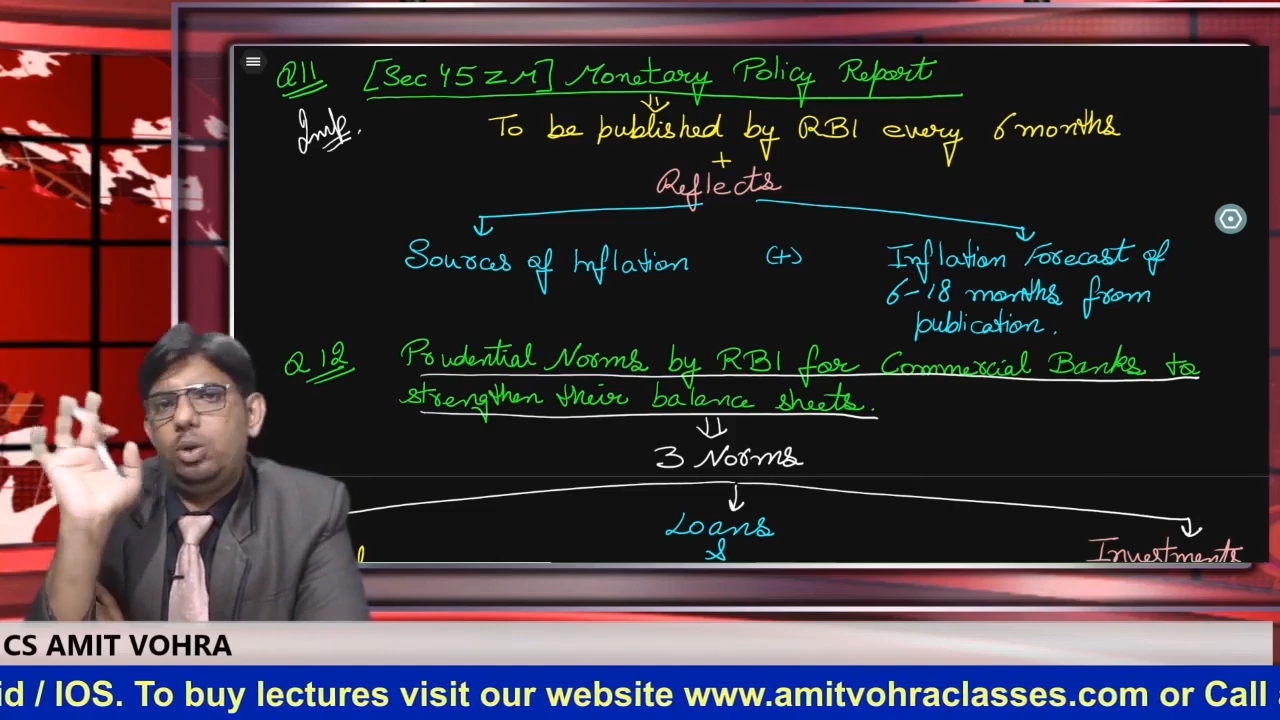 Q11 [Sec 45ZM] Monetary Policy Report
Imp.
To be published by RBI every 6 months
+
Reflects
Sources of Inflation (+) Inflation Forecast of
6-18 months from
publication.
Q12 Prudential Norms by RBI for Commercial Banks to
strengthen their balance sheets.
3 Norms
Loans
&
Investments
CS AMIT VOHRA
id / IOS. To buy lectures visit our website www.amitvohraclasses.com or Call